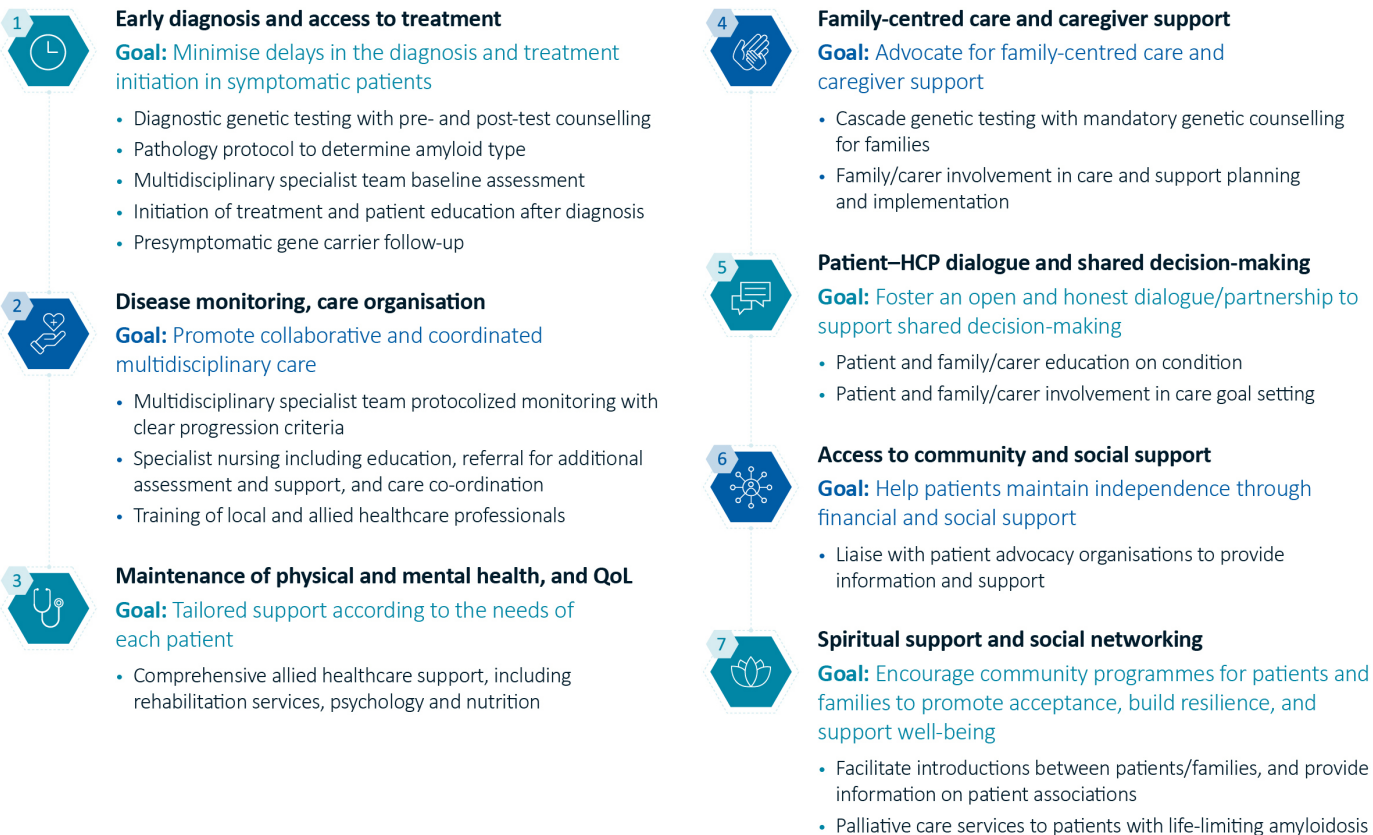 1
Early diagnosis and access to treatment
Goal: Minimise delays in the diagnosis and treatment
initiation in symptomatic patients
• Diagnostic genetic testing with pre- and post-test counselling
• Pathology protocol to determine amyloid type
• Multidisciplinary specialist team baseline assessment
• Initiation of treatment and patient education after diagnosis
• Presymptomatic gene carrier follow-up
2
Disease monitoring, care organisation
Goal: Promote collaborative and coordinated
multidisciplinary care
• Multidisciplinary specialist team protocolized monitoring with
clear progression criteria
• Specialist nursing including education, referral for additional
assessment and support, and care co-ordination
• Training of local and allied healthcare professionals
3
Maintenance of physical and mental health, and QoL
Goal: Tailored support according to the needs of
each patient
• Comprehensive allied healthcare support, including
rehabilitation services, psychology and nutrition
4
Family-centred care and caregiver support
Goal: Advocate for family-centred care and
caregiver support
• Cascade genetic testing with mandatory genetic counselling
for families
• Family/carer involvement in care and support planning
and implementation
5
Patient–HCP dialogue and shared decision-making
Goal: Foster an open and honest dialogue/partnership to
support shared decision-making
• Patient and family/carer education on condition
• Patient and family/carer involvement in care goal setting
6
Access to community and social support
Goal: Help patients maintain independence through
financial and social support
• Liaise with patient advocacy organisations to provide
information and support
7
Spiritual support and social networking
Goal: Encourage community programmes for patients and
families to promote acceptance, build resilience, and
support well-being
• Facilitate introductions between patients/families, and provide
information on patient associations
• Palliative care services to patients with life-limiting amyloidosis